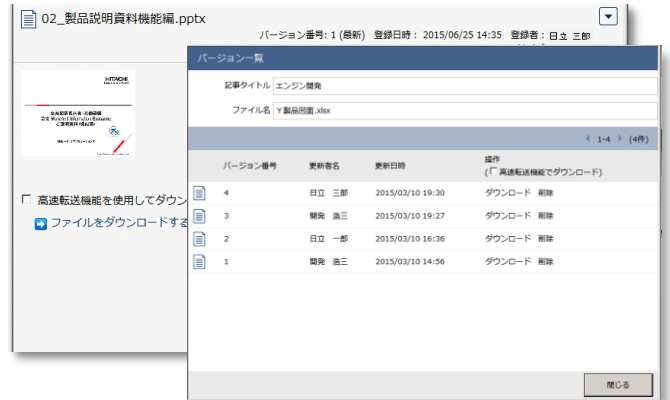 02_製品説明資料機能編.pptx
バージョン番号: 1 (最新) 登録日時 : 2015/06/25 14:35 登録者 : 日立 三郎
HITACHI
高速転送機能を使用してダウン
ファイルをダウンロードする
バージョン一覧
記事タイトル エンジン開発
ファイル名 Y製品図面.xlsx
1-4 (4件)
バージョン番号 更新者名 更新日時 操作
(高速転送機能でダウンロード)
4 日立 三郎 2015/03/10 19:30 ダウンロード 削除
3 開発 浩三 2015/03/10 19:27 ダウンロード 削除
2 日立 一郎 2015/03/10 16:36 ダウンロード 削除
1 開発 浩三 2015/03/10 14:56 ダウンロード 削除
閉じる